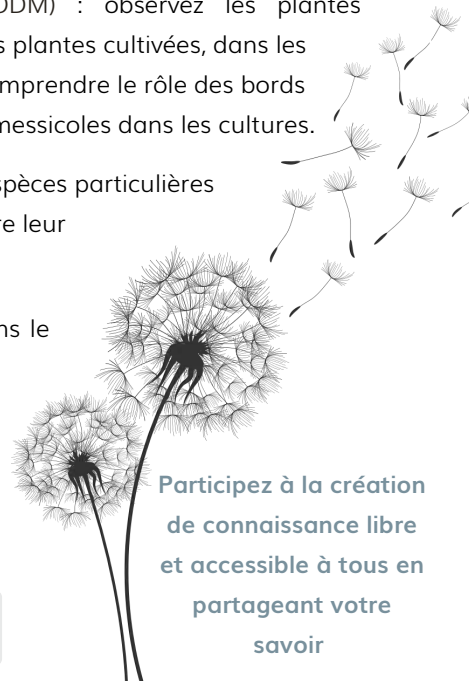 ODM) : observez les plantes
s plantes cultivées, dans les
mprendre le rôle des bords
messicoles dans les cultures.
spèces particulières
re leur
ns le
Participez à la création
de connaissance libre
et accessible à tous en
partageant votre
savoir